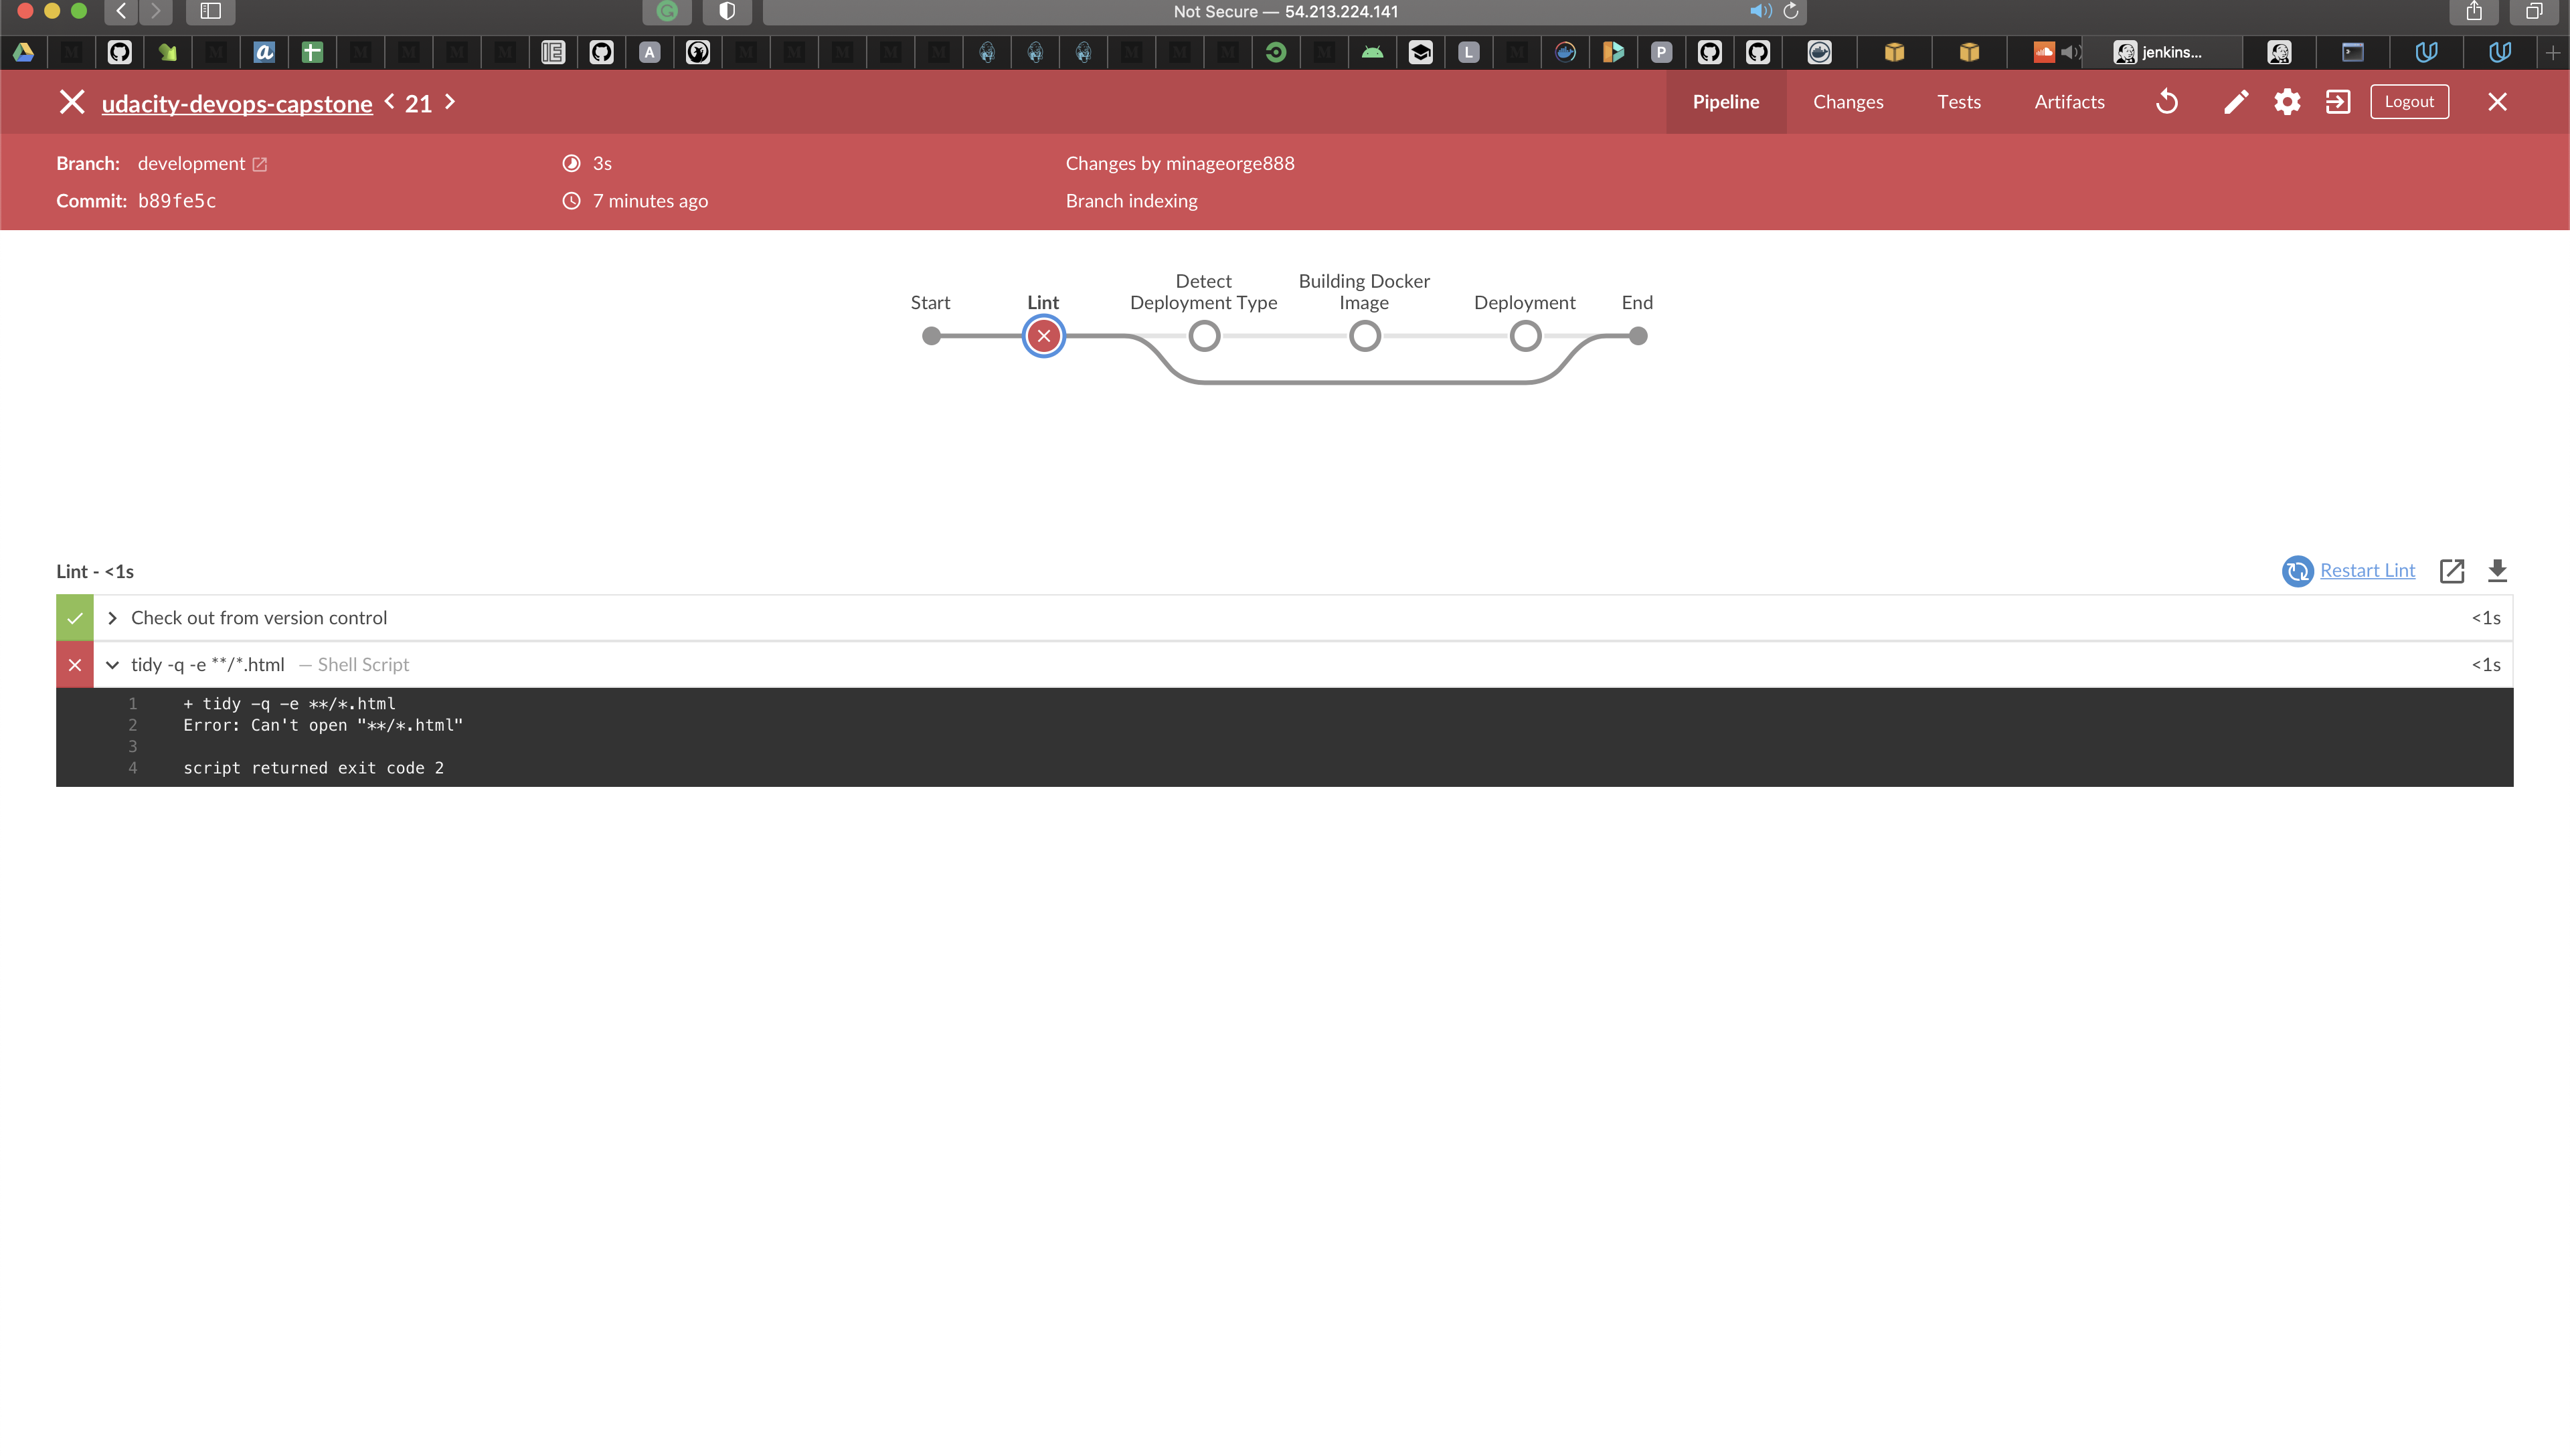 Not Secure — 54.213.224.141
jenkins...
udacity-devops-capstone < 21 >
Pipeline Changes Tests Artifacts Logout
Branch: development 3s Changes by minageorge888
Commit: b89fe5c 7 minutes ago Branch indexing
Detect Building Docker
Start Lint Deployment Type Image Deployment End
Lint - <1s Restart Lint
Check out from version control <1s
tidy -q -e **/*.html — Shell Script <1s
1 + tidy -q -e **/*.html
2 Error: Can't open "**/*.html"
3
4 script returned exit code 2